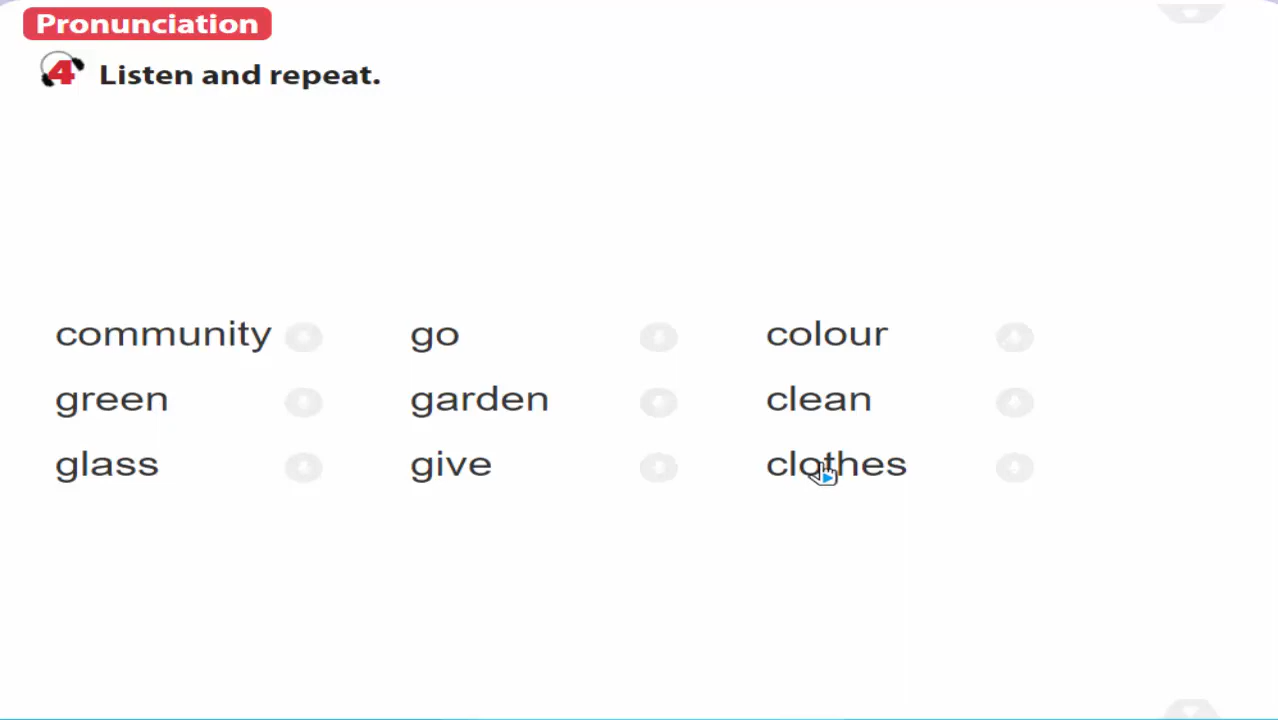 Pronunciation
4 Listen and repeat.
community go colour
green garden clean
glass give clothes